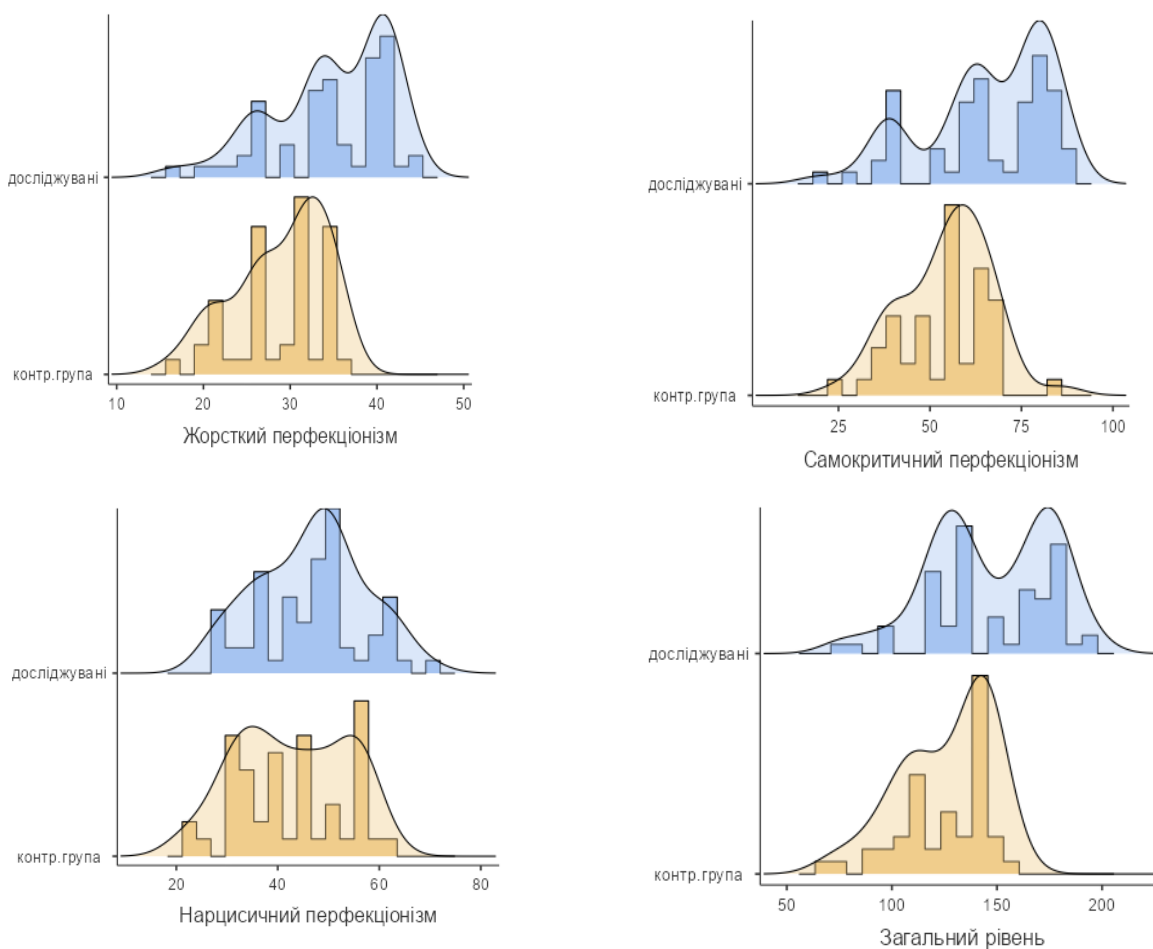 досліджувані
контр.група
10 20 30 40 50
Жорсткий перфекціонізм
досліджувані
контр.група
25 50 75 100
Самокритичний перфекціонізм
досліджувані
контр.група
20 40 60 80
Нарцисичний перфекціонізм
досліджувані
контр.група
50 100 150 200
Загальний рівень